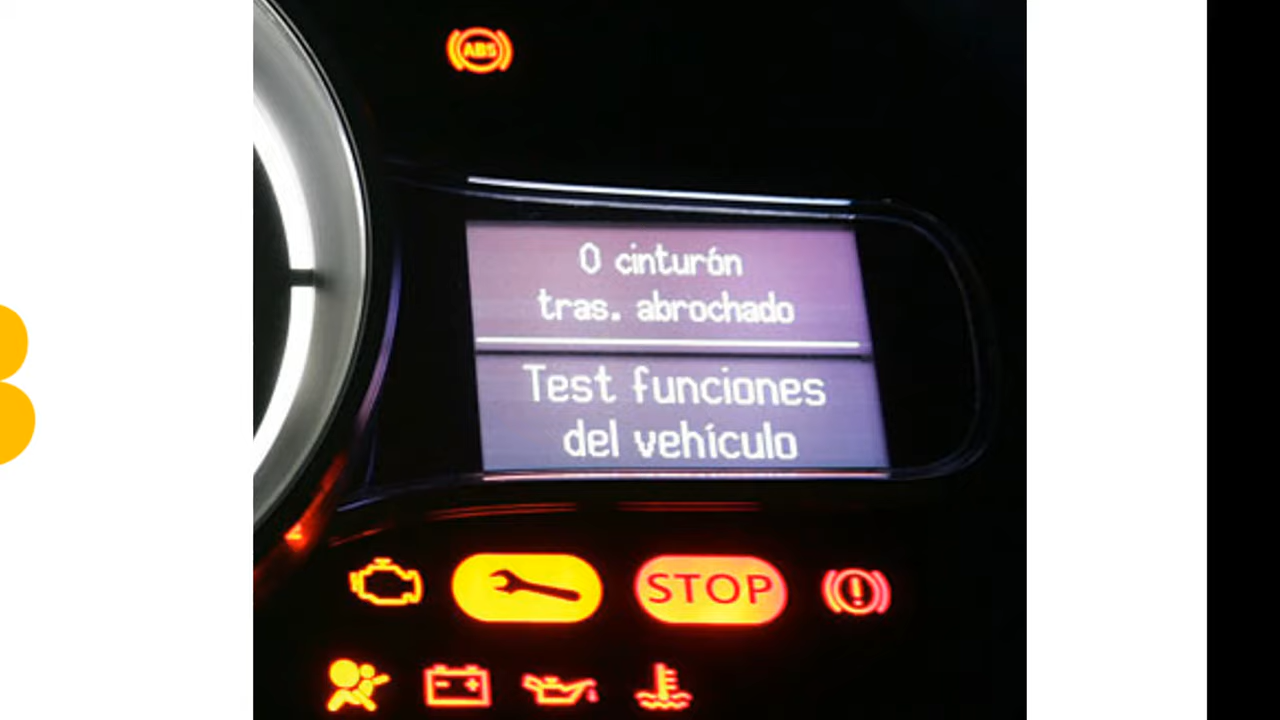 ABS
0 cinturón
tras. abrochado
Test funciones
del vehículo
STOP